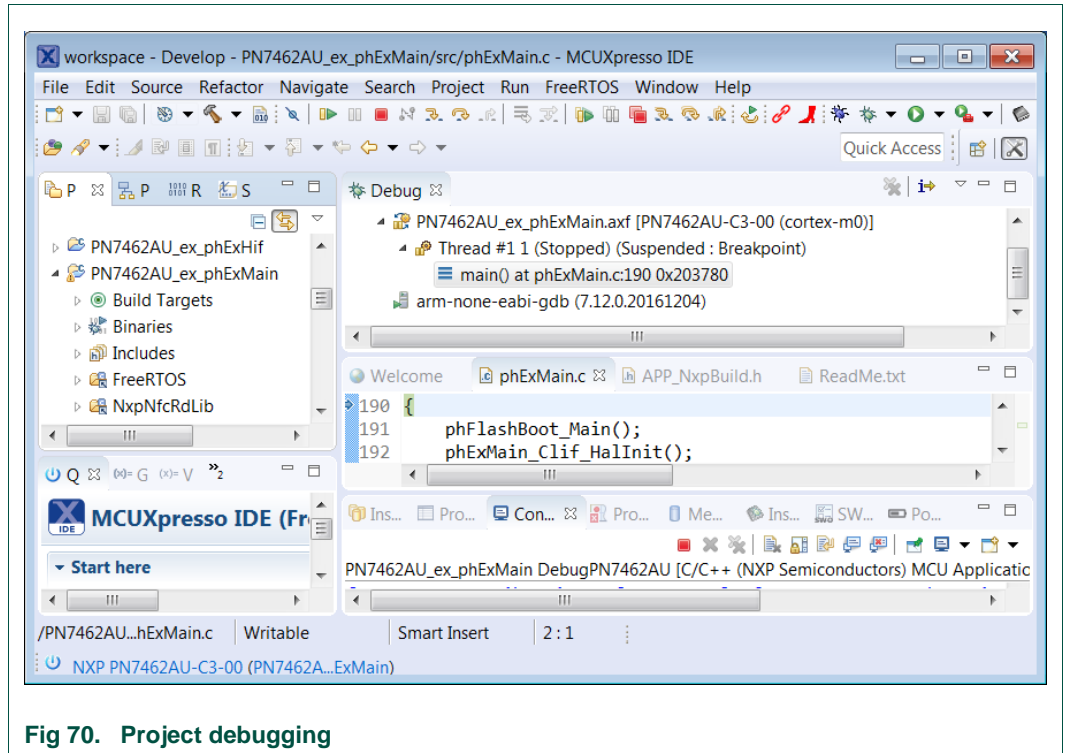 workspace - Develop - PN7462AU_ex_phExMain/src/phExMain.c - MCUXpresso IDE
File Edit Source Refactor Navigate Search Project Run FreeRTOS Window Help
Quick Access
P P R S
PN7462AU_ex_phExHif
PN7462AU_ex_phExMain
Build Targets
Binaries
Includes
FreeRTOS
NxpNfcRdLib
Debug
PN7462AU_ex_phExMain.axf [PN7462AU-C3-00 (cortex-m0)]
Thread #1 1 (Stopped) (Suspended : Breakpoint)
main() at phExMain.c:190 0x203780
arm-none-eabi-gdb (7.12.0.20161204)
Welcome phExMain.c APP_NxpBuild.h ReadMe.txt
190 {
191 phFlashBoot_Main();
192 phExMain_Clif_HalInit();
Q (x)= G (x)= V »2
IDE
MCUXpresso IDE (Fr
Start here
Ins... Pro... Con... Pro... Me... Ins... SW... Po...
PN7462AU_ex_phExMain DebugPN7462AU [C/C++ (NXP Semiconductors) MCU Applicatio
/PN7462AU...hExMain.c Writable Smart Insert 2 : 1
NXP PN7462AU-C3-00 (PN7462A...ExMain)
Fig 70. Project debugging